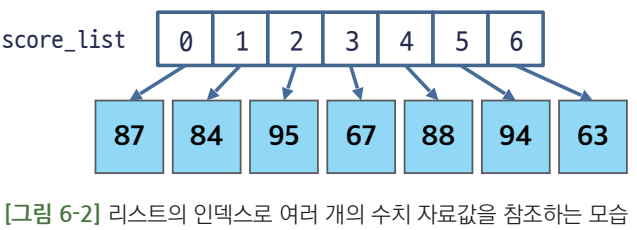 score_list 0 1 2 3 4 5 6
87 84 95 67 88 94 63
[그림 6-2] 리스트의 인덱스로 여러 개의 수치 자료값을 참조하는 모습